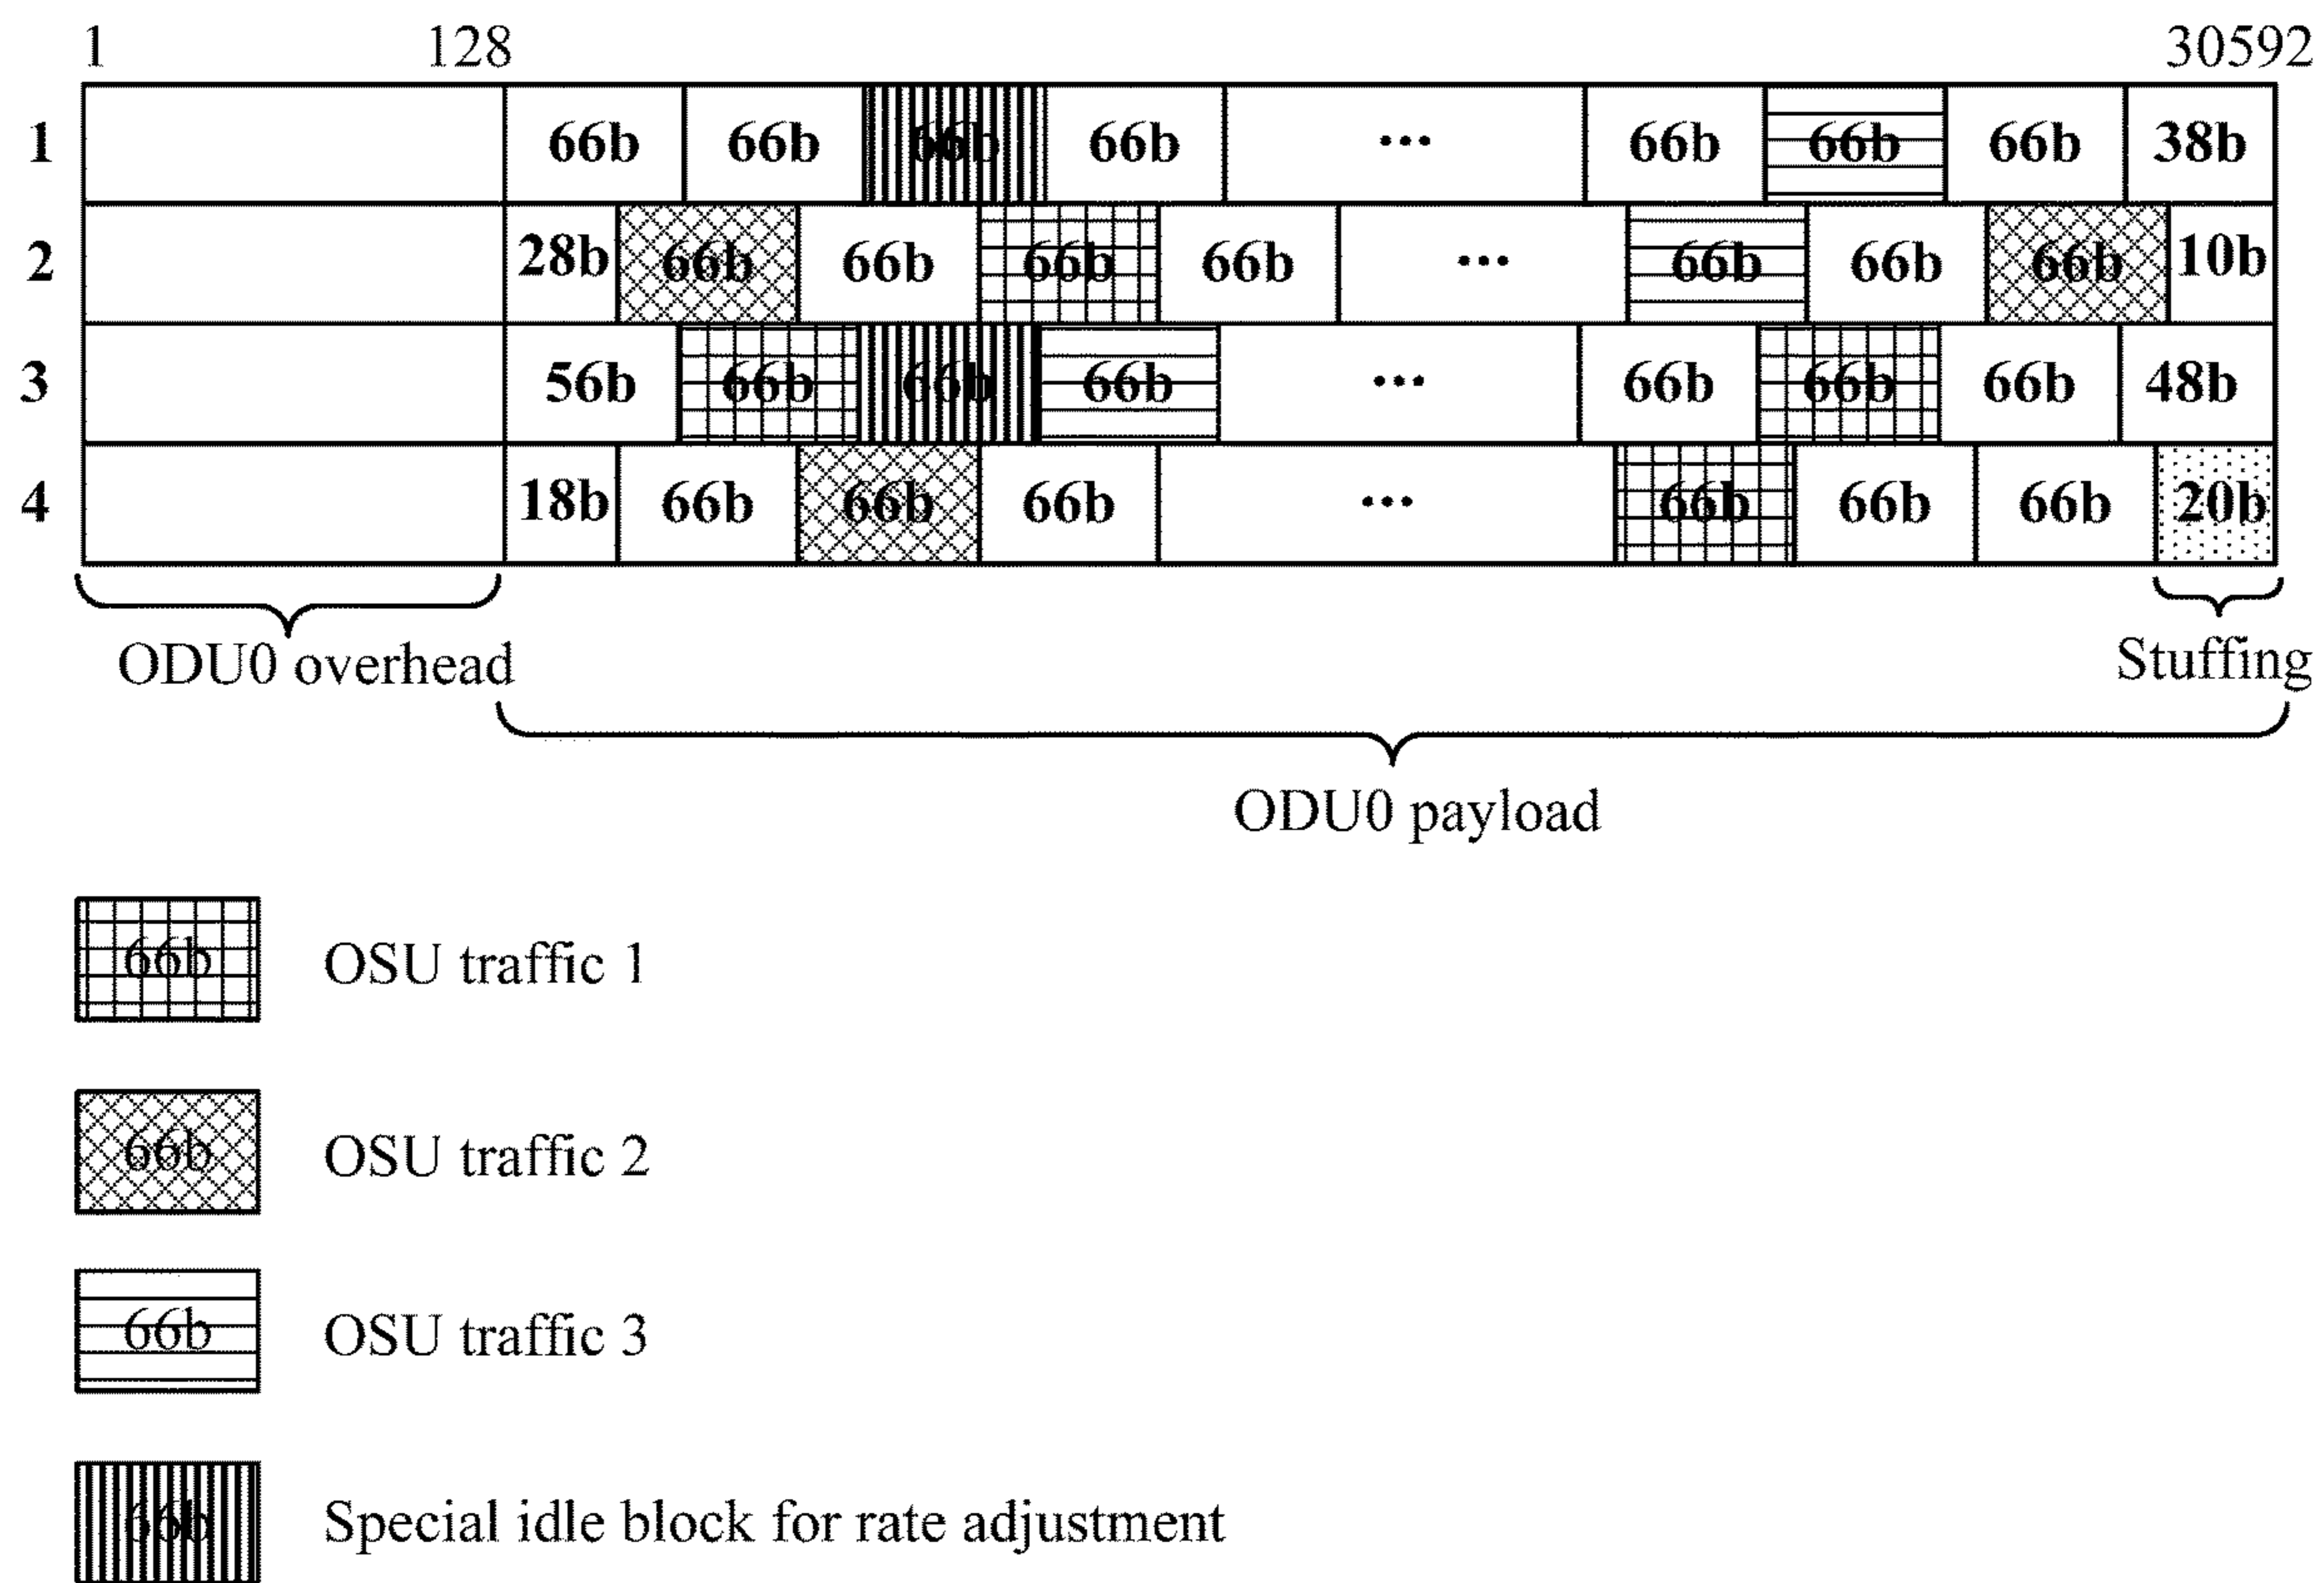 1 128 30592
1 66b 66b 66b 66b ... 66b 66b 66b 38b
2 28b 66b 66b 66b 66b ... 66b 66b 66b 10b
3 56b 66b 66b 66b ... 66b 66b 66b 48b
4 18b 66b 66b 66b ... 66b 66b 66b 20b
ODU0 overhead Stuffing
ODU0 payload
66b OSU traffic 1
66b OSU traffic 2
66b OSU traffic 3
66b Special idle block for rate adjustment